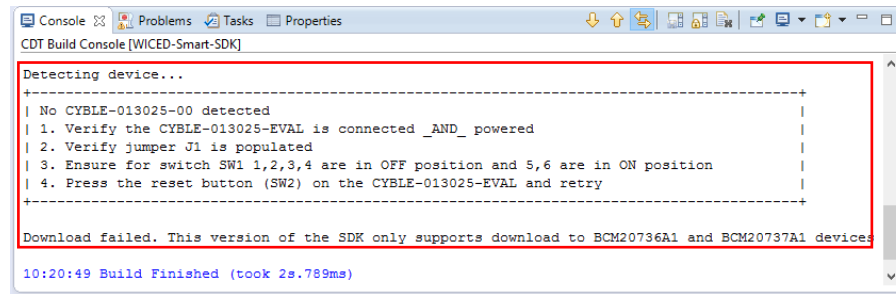 Console Problems Tasks Properties
CDT Build Console [WICED-Smart-SDK]
Detecting device...
+------------------------------------------------------------------------------------------+
| No CYBLE-013025-00 detected |
| 1. Verify the CYBLE-013025-EVAL is connected _AND_ powered |
| 2. Verify jumper J1 is populated |
| 3. Ensure for switch SW1 1,2,3,4 are in OFF position and 5,6 are in ON position |
| 4. Press the reset button (SW2) on the CYBLE-013025-EVAL and retry |
+------------------------------------------------------------------------------------------+
Download failed. This version of the SDK only supports download to BCM20736A1 and BCM20737A1 devices
10:20:49 Build Finished (took 2s.789ms)